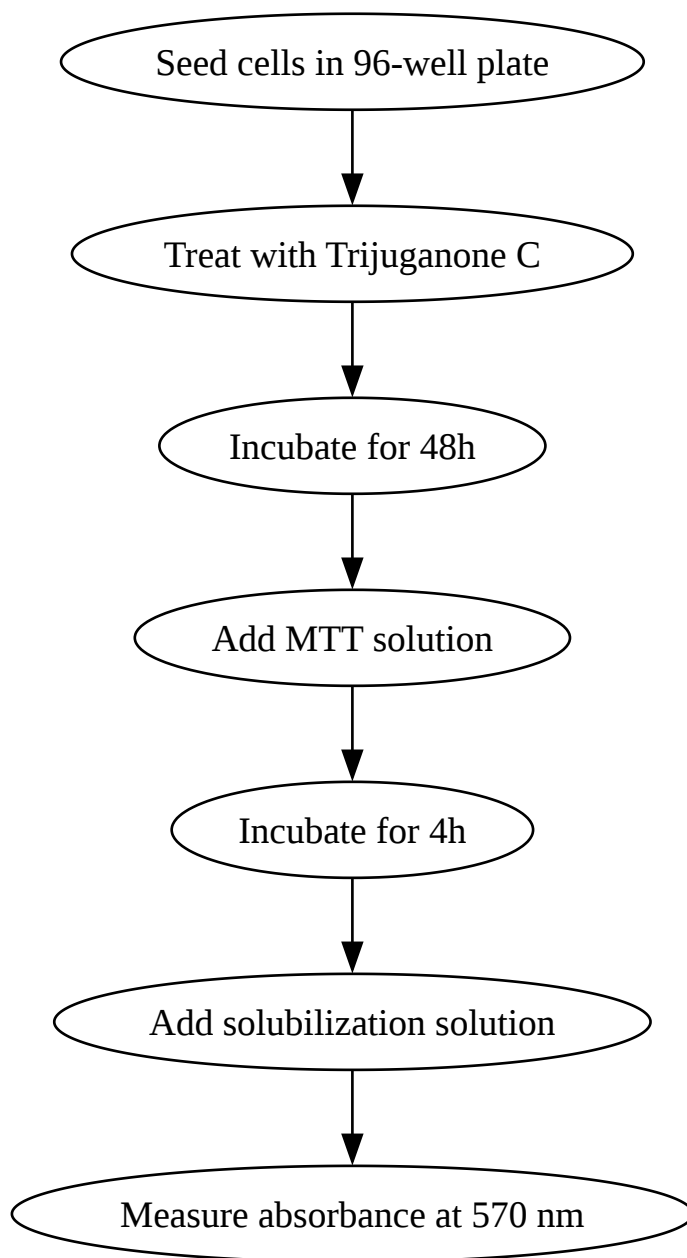 Seed cells in 96-well plate
Treat with Trijuganone C
Incubate for 48h
Add MTT solution
Incubate for 4h
Add solubilization solution
Measure absorbance at 570 nm